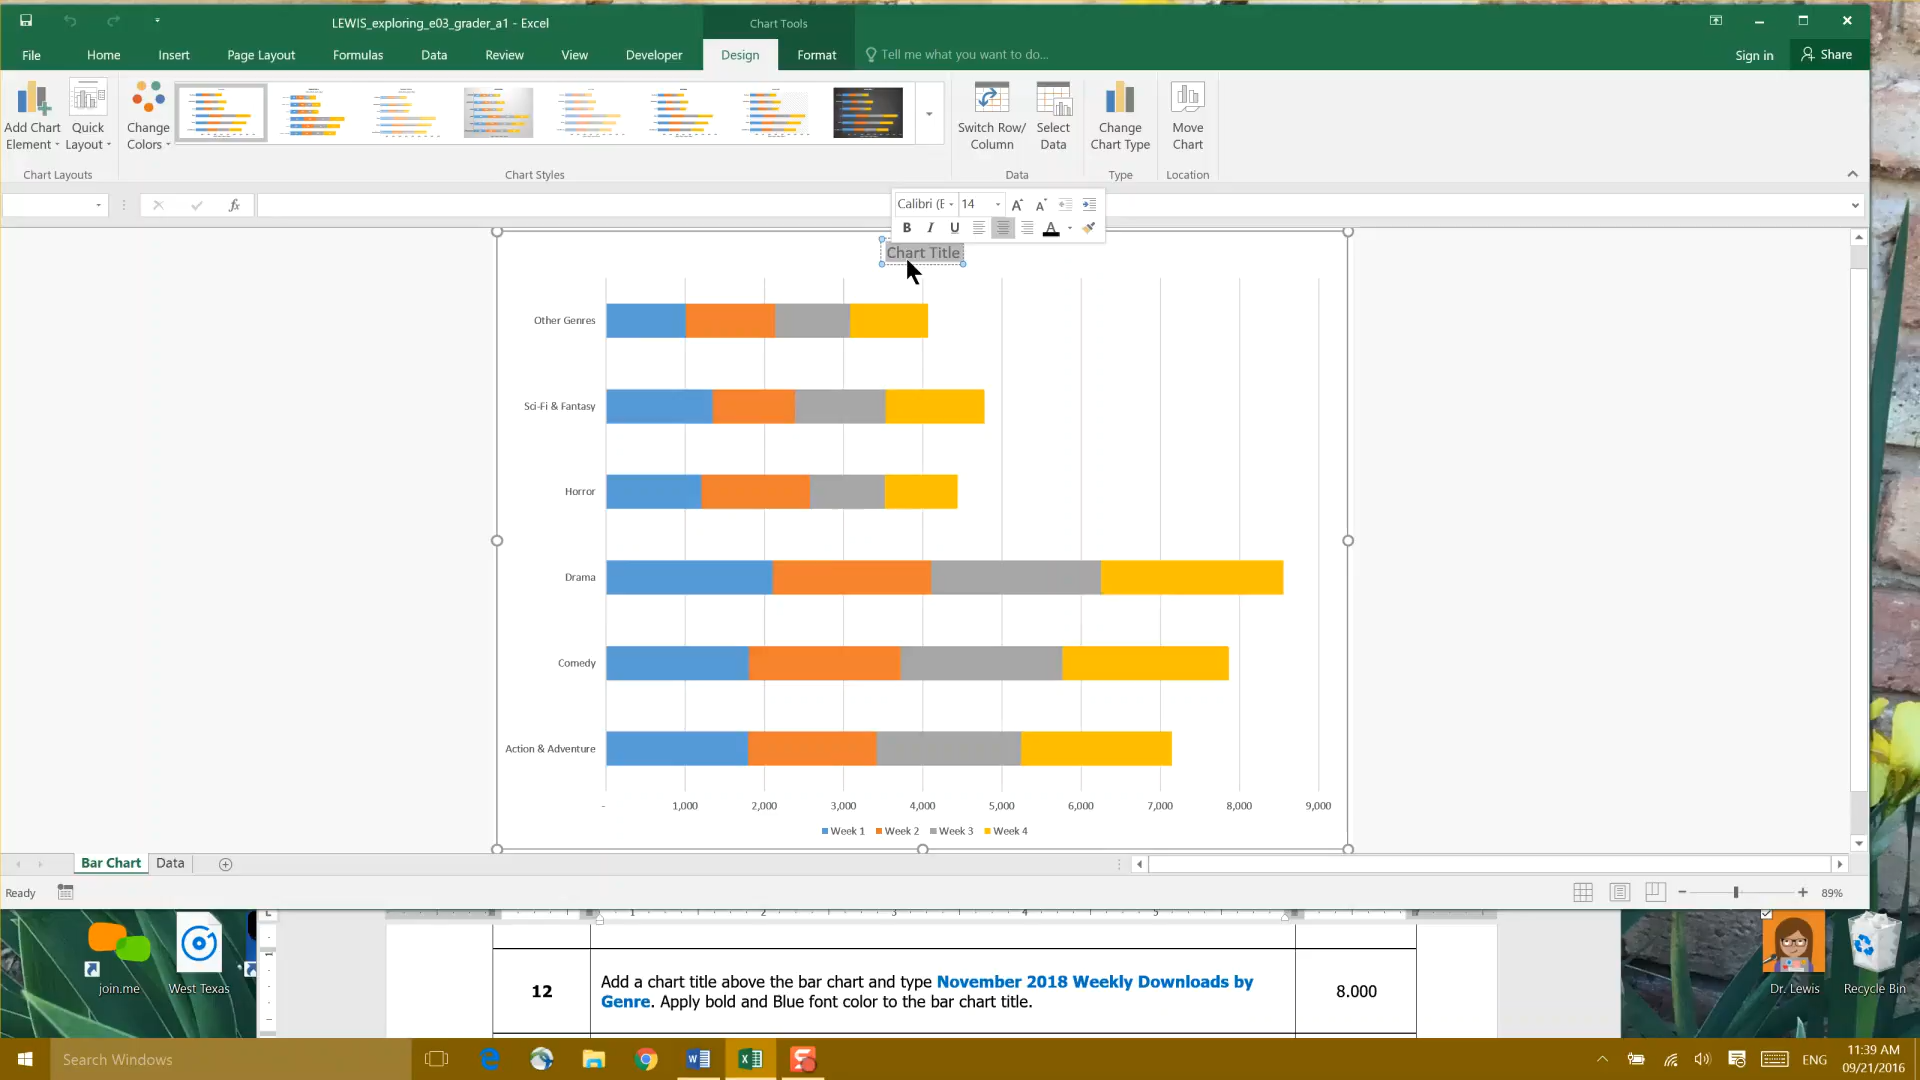 LEWIS_exploring_e03_grader_a1 - Excel
Chart Tools
File Home Insert Page Layout Formulas Data Review View Developer Design Format Tell me what you want to do... Sign in Share
Add Chart Element
Quick Layout
Change Colors
Switch Row/ Column
Select Data
Change Chart Type
Move Chart
Chart Layouts Chart Styles Data Type Location
fx
Calibri (E 14 A A
B I U A
Chart Title
Other Genres
Sci-Fi & Fantasy
Horror
Drama
Comedy
Action & Adventure
- 1,000 2,000 3,000 4,000 5,000 6,000 7,000 8,000 9,000
Week 1 Week 2 Week 3 Week 4
Bar Chart Data
Ready 89%
1 2 3 4 5
12
Add a chart title above the bar chart and type November 2018 Weekly Downloads by
Genre. Apply bold and Blue font color to the bar chart title.
8.000
join.me West Texas
Dr. Lewis Recycle Bin
Search Windows
ENG
11:39 AM
09/21/2016